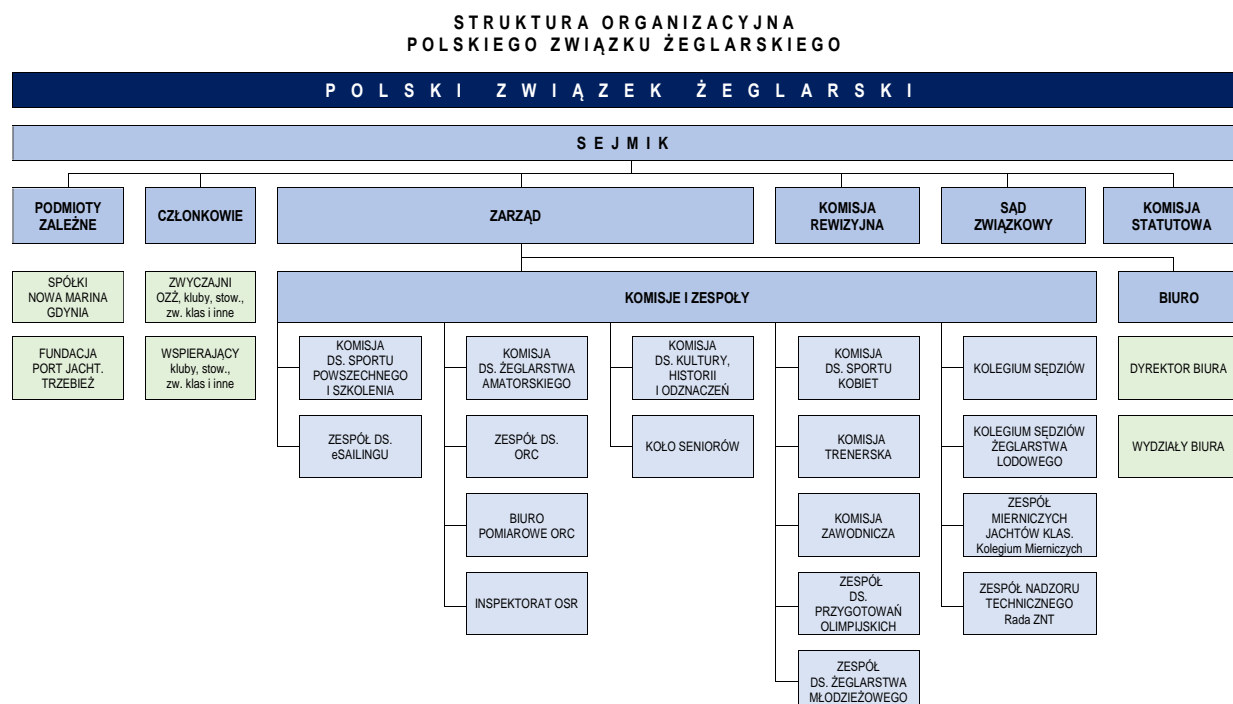 STRUKTURA ORGANIZACYJNA
POLSKIEGO ZWIĄZKU ŻEGLARSKIEGO
POLSKI ZWIĄZEK ŻEGLARSKI
SEJMIK
PODMIOTY
ZALEŻNE
CZŁONKOWIE
ZARZĄD
KOMISJA
REWIZYJNA
SĄD
ZWIĄZKOWY
KOMISJA
STATUTOWA
SPÓŁKI
NOWA MARINA
GDYNIA
ZWYCZAJNI
OZŻ, kluby, stow.,
zw. klas i inne
KOMISJE I ZESPOŁY
BIURO
FUNDACJA
PORT JACHT.
TRZEBIEŻ
WSPIERAJĄCY
kluby, stow.,
zw. klas i inne
KOMISJA
DS. SPORTU
POWSZECHNEGO
I SZKOLENIA
KOMISJA
DS. ŻEGLARSTWA
AMATORSKIEGO
KOMISJA
DS. KULTURY,
HISTORII
I ODZNACZEŃ
KOMISJA
DS. SPORTU
KOBIET
KOLEGIUM SĘDZIÓW
DYREKTOR BIURA
ZESPÓŁ DS.
eSAILINGU
ZESPÓŁ DS.
ORC
KOŁO SENIORÓW
KOMISJA
TRENERSKA
KOLEGIUM SĘDZIÓW
ŻEGLARSTWA
LODOWEGO
WYDZIAŁY BIURA
BIURO
POMIAROWE ORC
KOMISJA
ZAWODNICZA
ZESPÓŁ
MIERNICZYCH
JACHTÓW KLAS.
Kolegium Mierniczych
INSPEKTORAT OSR
ZESPÓŁ
DS.
PRZYGOTOWAŃ
OLIMPIJSKICH
ZESPÓŁ NADZORU
TECHNICZNEGO
Rada ZNT
ZESPÓŁ
DS. ŻEGLARSTWA
MŁODZIEŻOWEGO